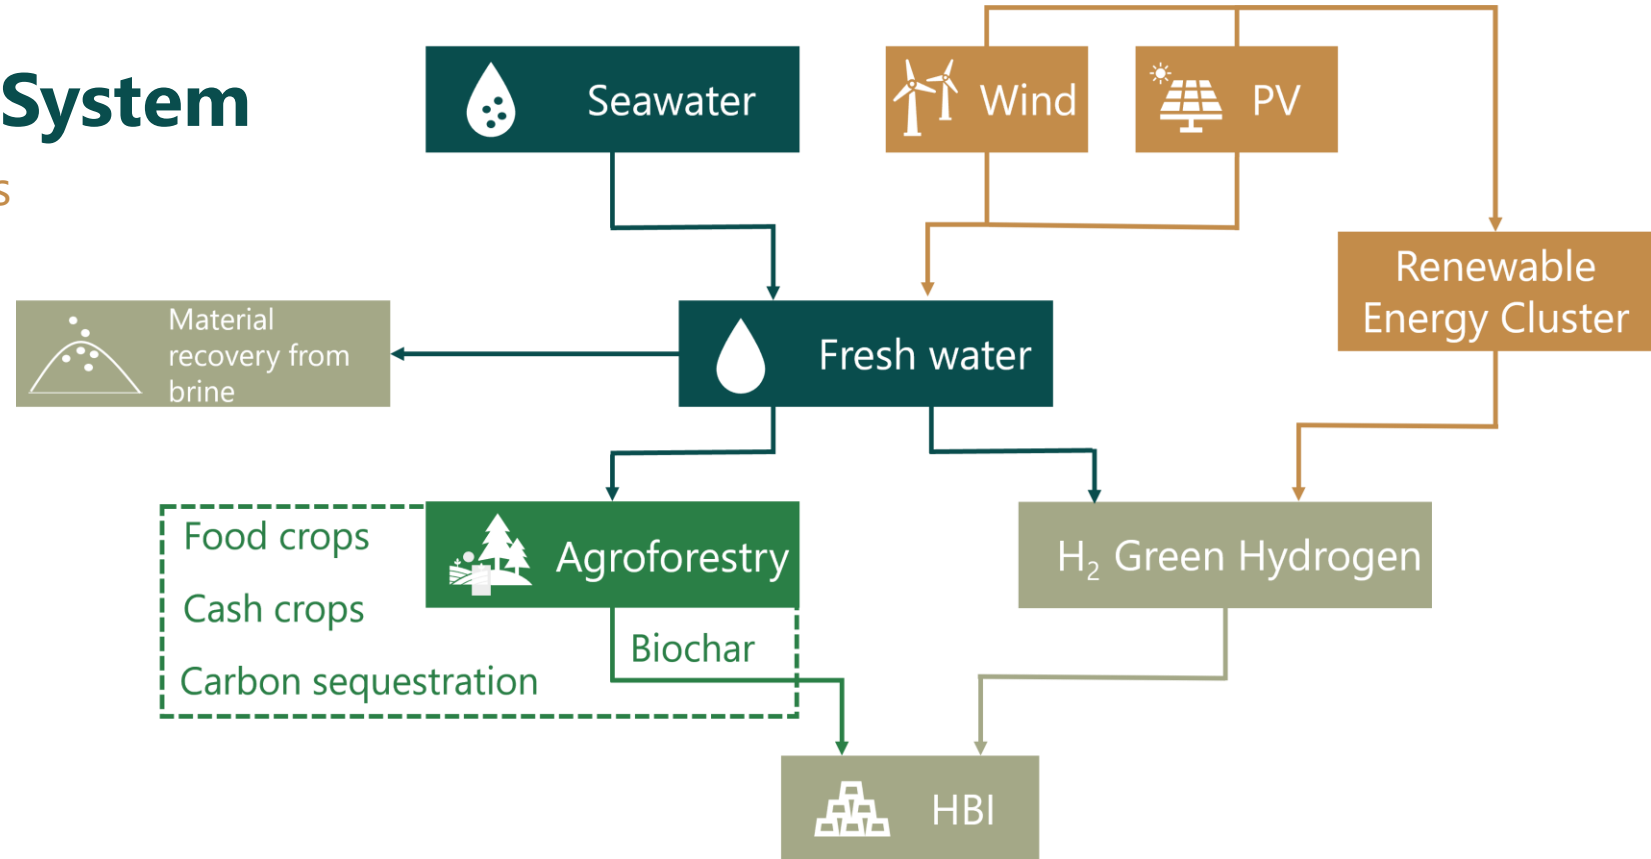 System
s
Seawater
Wind
PV
Renewable
Energy Cluster
Material
recovery from
brine
Fresh water
Food crops
Cash crops
Carbon sequestration
Agroforestry
Biochar
H₂ Green Hydrogen
HBI